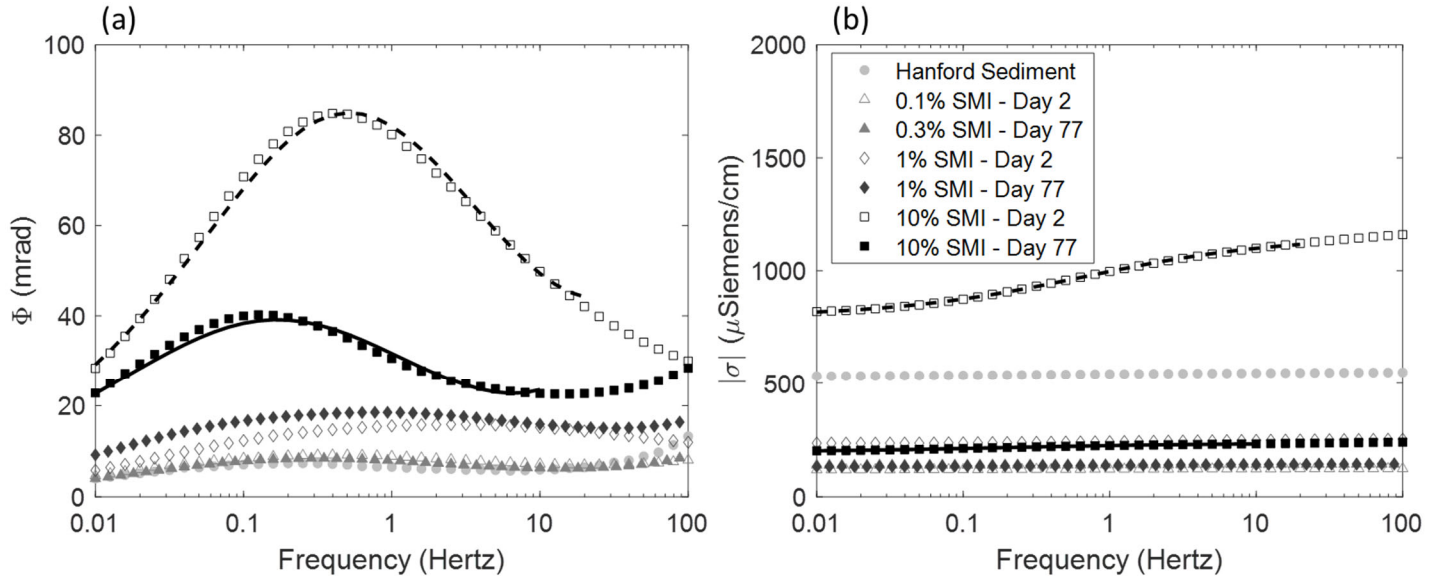 (a)
100
80
60
40
20
0
Φ (mrad)
0.01 0.1 1 10 100
Frequency (Hertz)
(b)
2000
1500
1000
500
0
|σ| (μSiemens/cm)
Hanford Sediment
0.1% SMI - Day 2
0.3% SMI - Day 77
1% SMI - Day 2
1% SMI - Day 77
10% SMI - Day 2
10% SMI - Day 77
0.01 0.1 1 10 100
Frequency (Hertz)